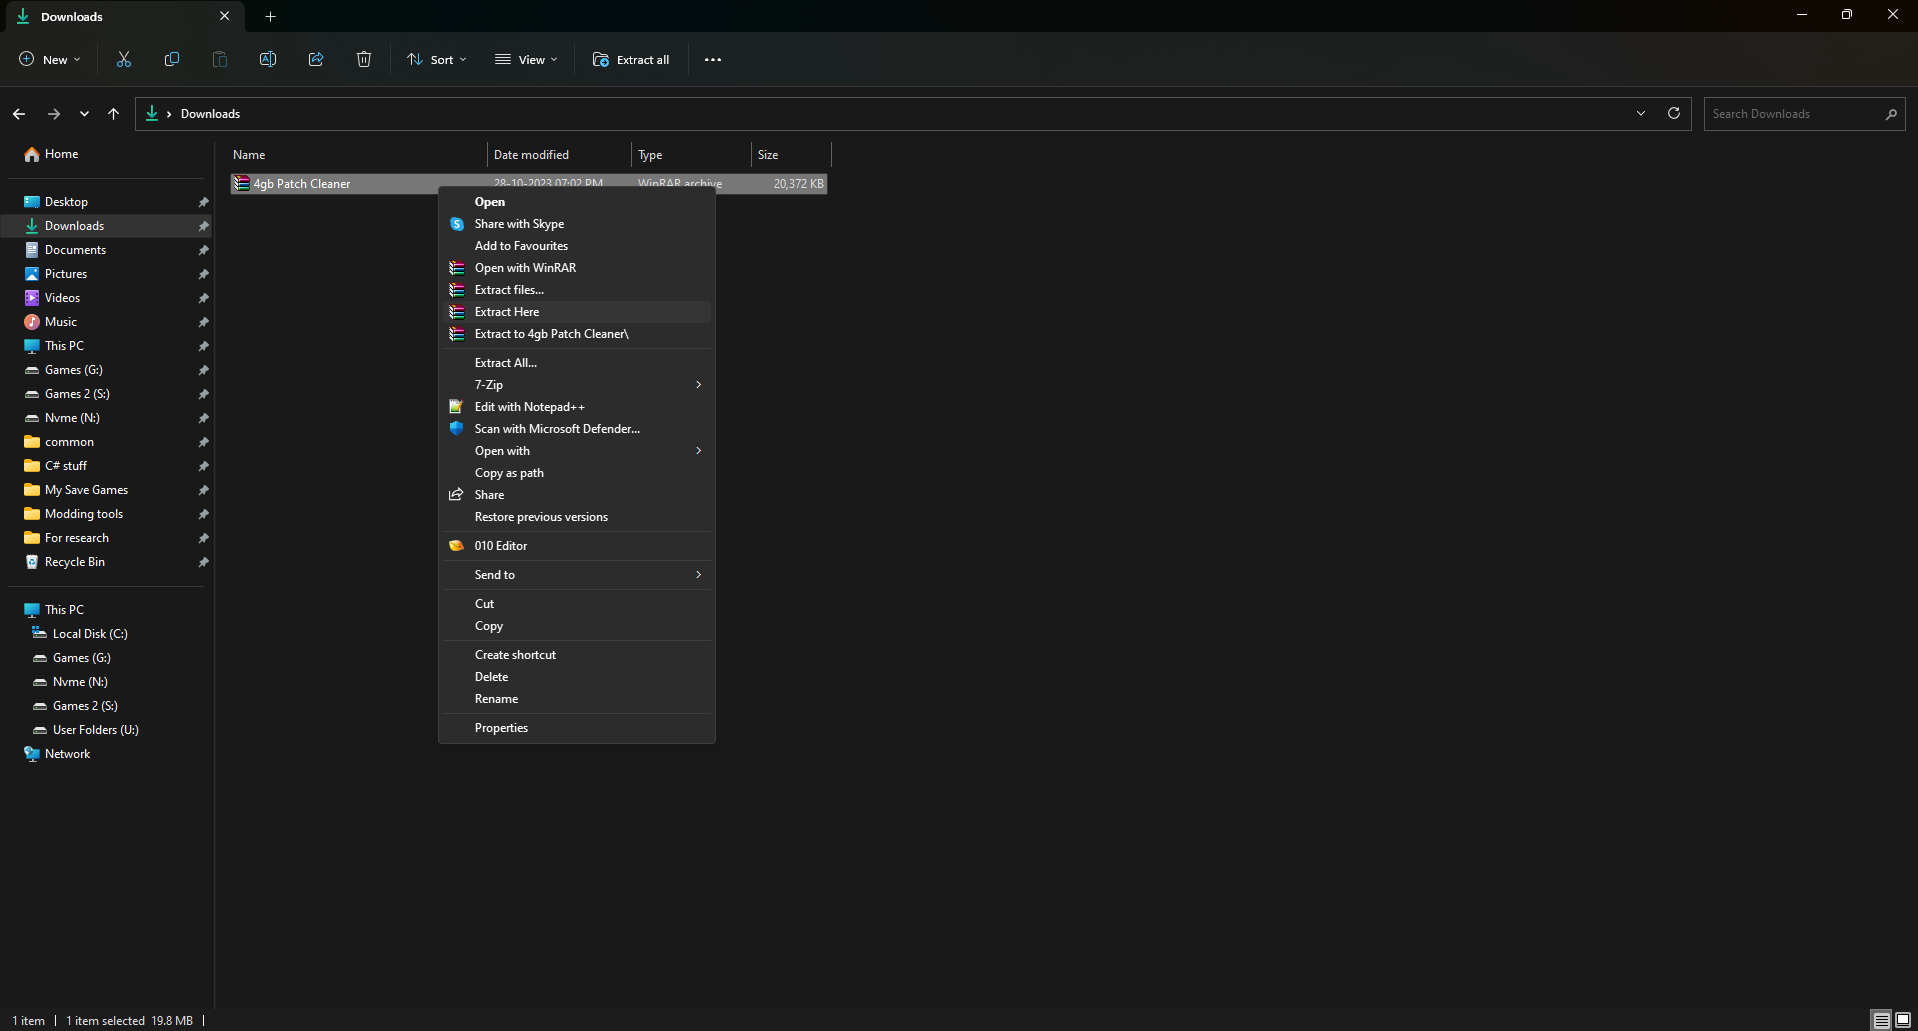 Downloads
New
Sort
View
Extract all
Downloads
Search Downloads
Home
Desktop
Downloads
Documents
Pictures
Videos
Music
This PC
Games (G:)
Games 2 (S:)
Nvme (N:)
common
C# stuff
My Save Games
Modding tools
For research
Recycle Bin
This PC
Local Disk (C:)
Games (G:)
Nvme (N:)
Games 2 (S:)
User Folders (U:)
Network
Name Date modified Type Size
4gb Patch Cleaner 28-10-2023 07:02 PM WinRAR archive 20,372 KB
Open
Share with Skype
Add to Favourites
Open with WinRAR
Extract files...
Extract Here
Extract to 4gb Patch Cleaner\
Extract All...
7-Zip
Edit with Notepad++
Scan with Microsoft Defender...
Open with
Copy as path
Share
Restore previous versions
010 Editor
Send to
Cut
Copy
Create shortcut
Delete
Rename
Properties
1 item 1 item selected 19.8 MB